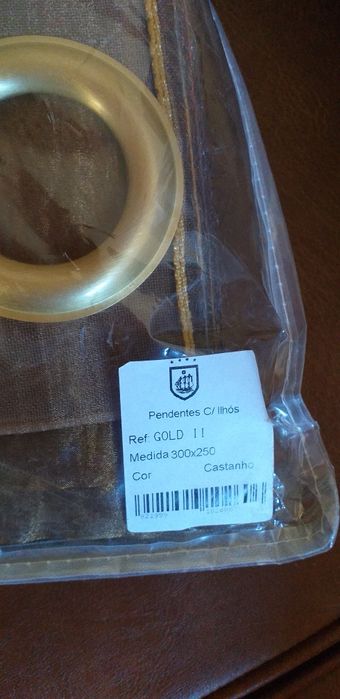 Pendentes C/ Ilhós
Ref: GOLD II
Medida 300x250
Cor Castanho